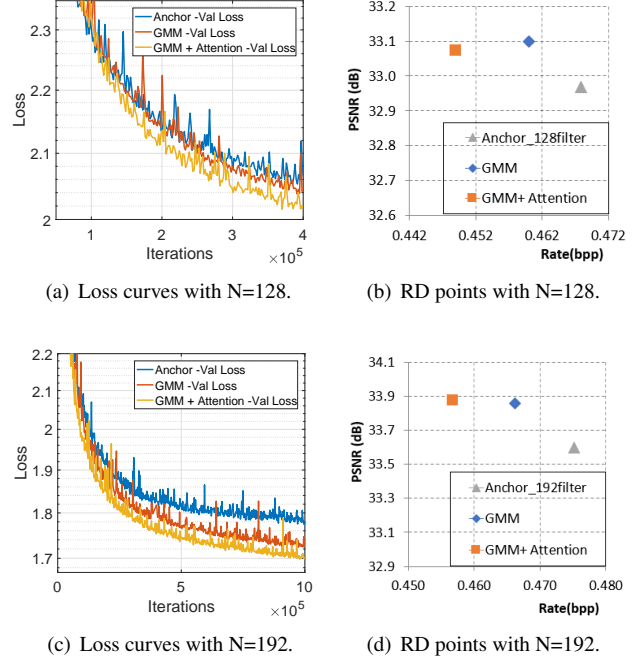 2.3
2.2
2.1
2
Loss
Anchor -Val Loss
GMM -Val Loss
GMM + Attention -Val Loss
1 2 3 4
Iterations ×10^5
(a) Loss curves with N=128.
33.2
33.1
33.0
32.9
32.8
32.7
32.6
PSNR (dB)
Anchor_128filter
GMM
GMM+ Attention
0.442 0.452 0.462 0.472
Rate(bpp)
(b) RD points with N=128.
2.2
2.1
2
1.9
1.8
1.7
Loss
Anchor -Val Loss
GMM -Val Loss
GMM + Attention -Val Loss
0 5 10
Iterations ×10^5
(c) Loss curves with N=192.
34.1
33.9
33.7
33.5
33.3
33.1
32.9
PSNR (dB)
Anchor_192filter
GMM
GMM+ Attention
0.450 0.460 0.470 0.480
Rate(bpp)
(d) RD points with N=192.